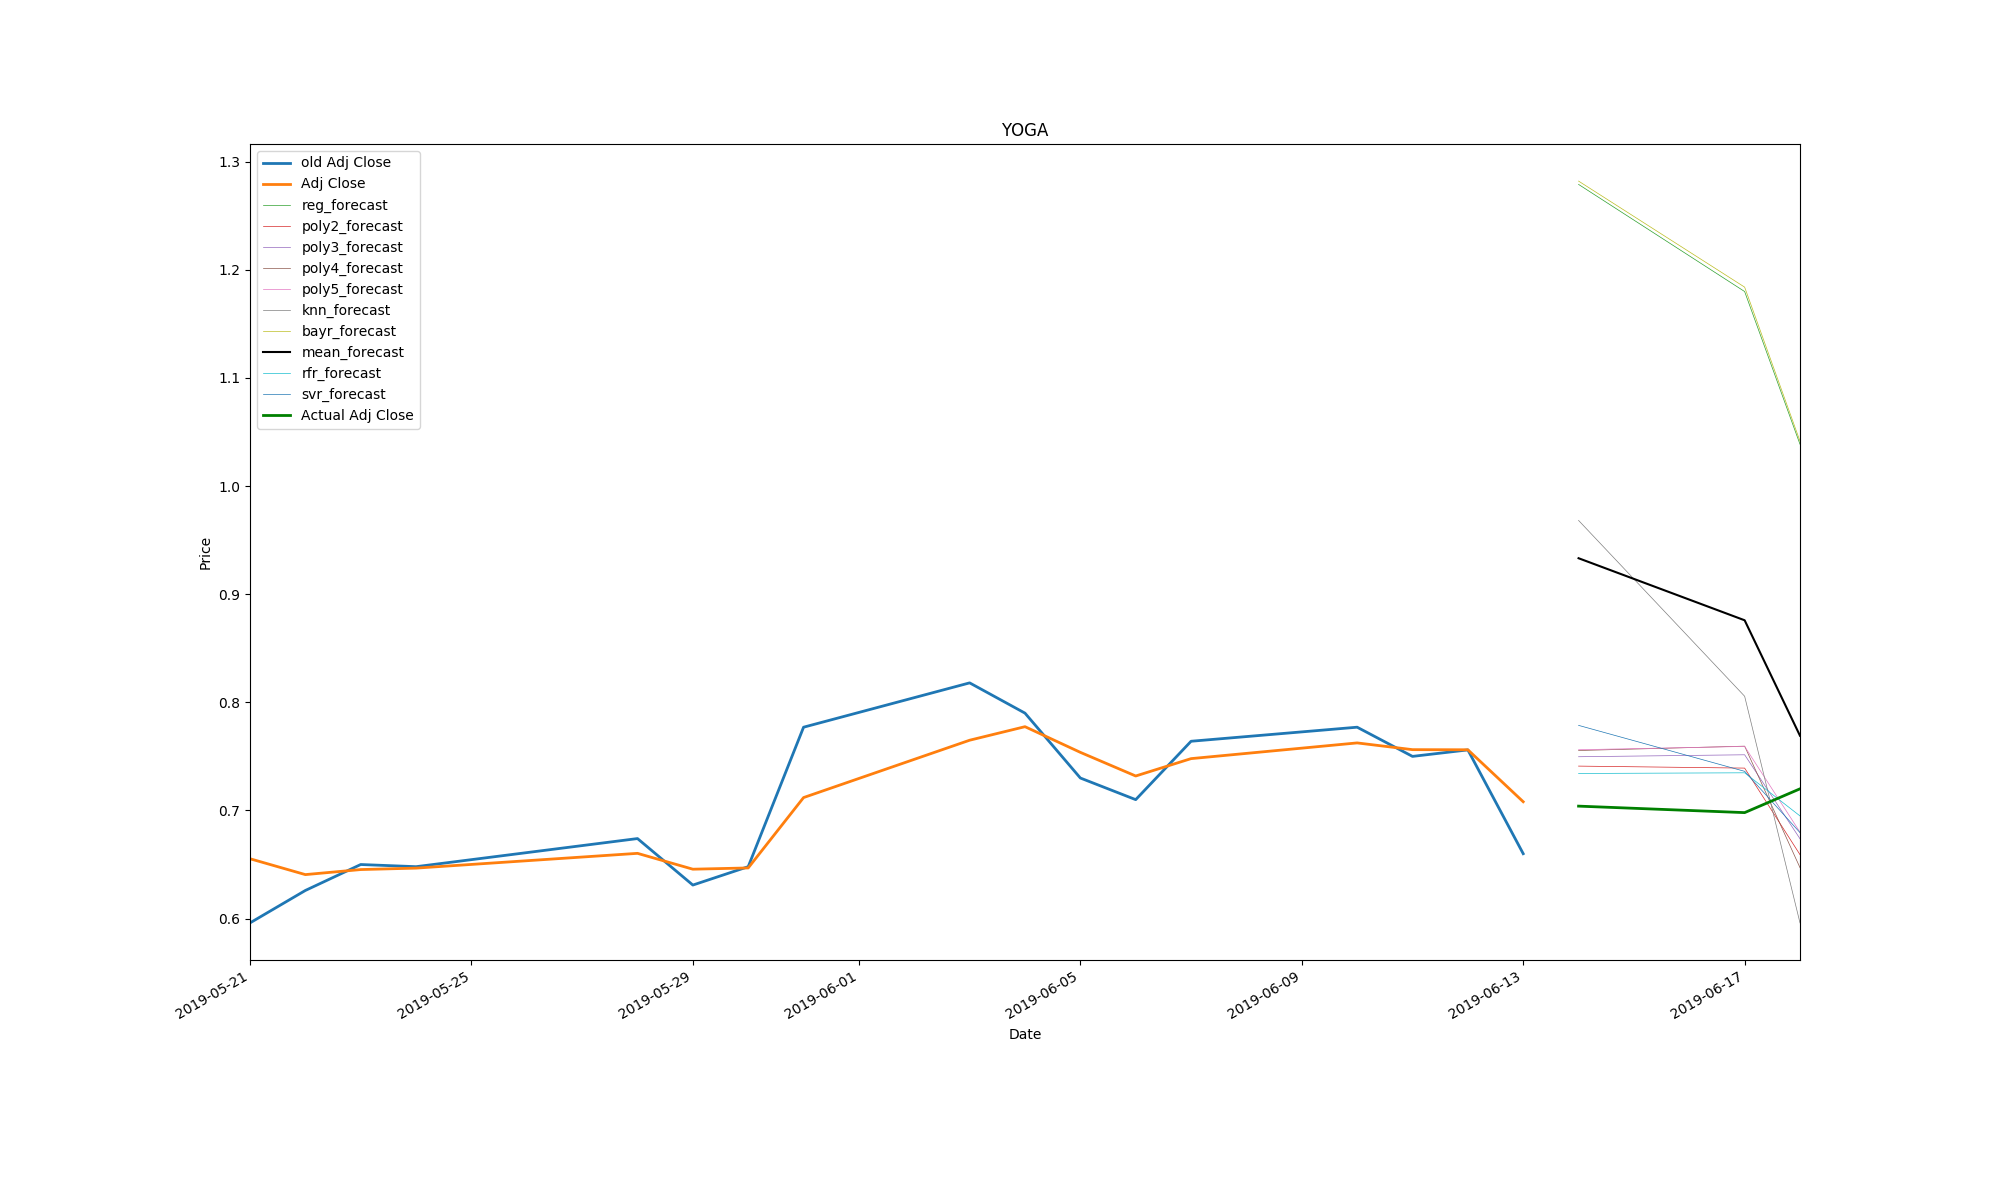 YOGA
1.3
1.2
1.1
1.0
0.9
0.8
0.7
0.6
Price
old Adj Close
Adj Close
reg_forecast
poly2_forecast
poly3_forecast
poly4_forecast
poly5_forecast
knn_forecast
bayr_forecast
mean_forecast
rfr_forecast
svr_forecast
Actual Adj Close
2019-05-21
2019-05-25
2019-05-29
2019-06-01
2019-06-05
2019-06-09
2019-06-13
2019-06-17
Date